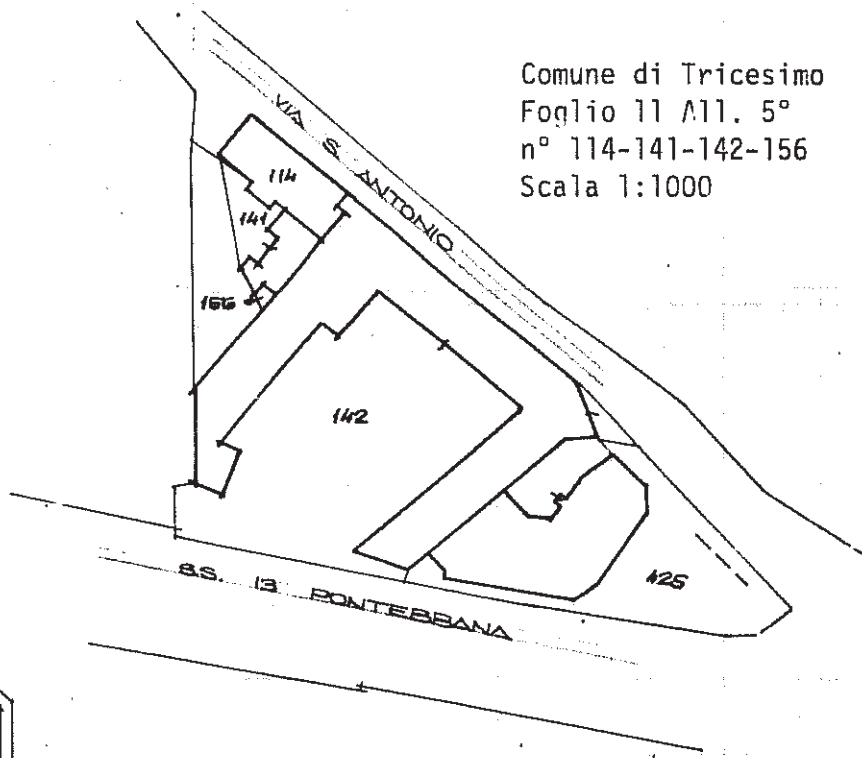 Comune di Tricesimo
Foglio 11 All. 5°
n° 114-141-142-156
Scala 1:1000
VIA S. ANTONIO
114
141
156
142
425
S.S. 13 PONTEBBANA